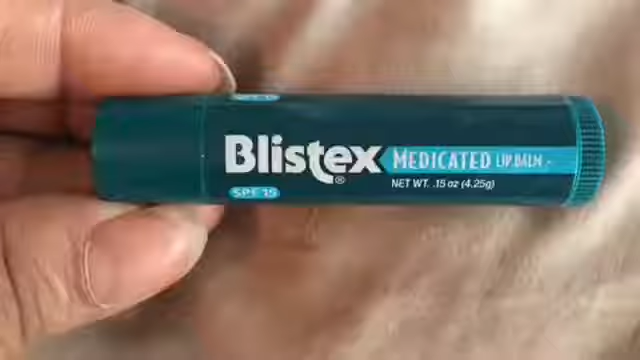 Blistex® MEDICATED LIP BALM
NET WT. .15 oz (4.25g)
SPF 15